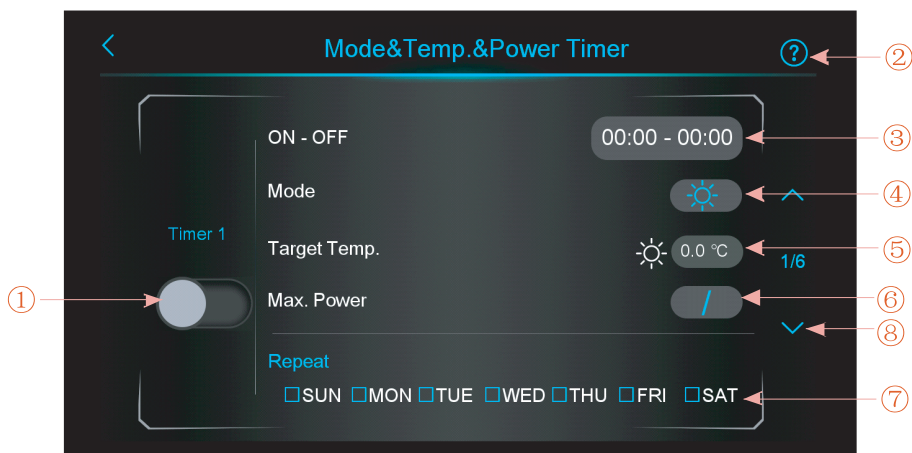 Mode&Temp.&Power Timer
?
②
ON - OFF
00:00 - 00:00
③
Mode
④
Timer 1
Target Temp.
0.0 °C
⑤
1/6
①
Max. Power
/
⑥
⑧
Repeat
SUN MON TUE WED THU FRI SAT
⑦